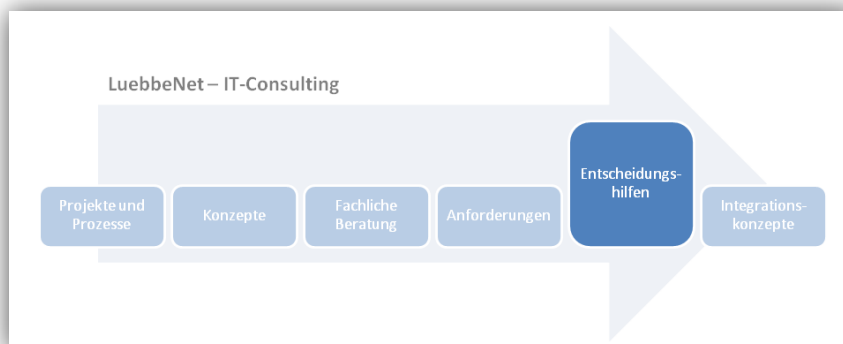 LuebbeNet – IT-Consulting
Projekte und
Prozesse
Konzepte
Fachliche
Beratung
Anforderungen
Entscheidungs-
hilfen
Integrations-
konzepte